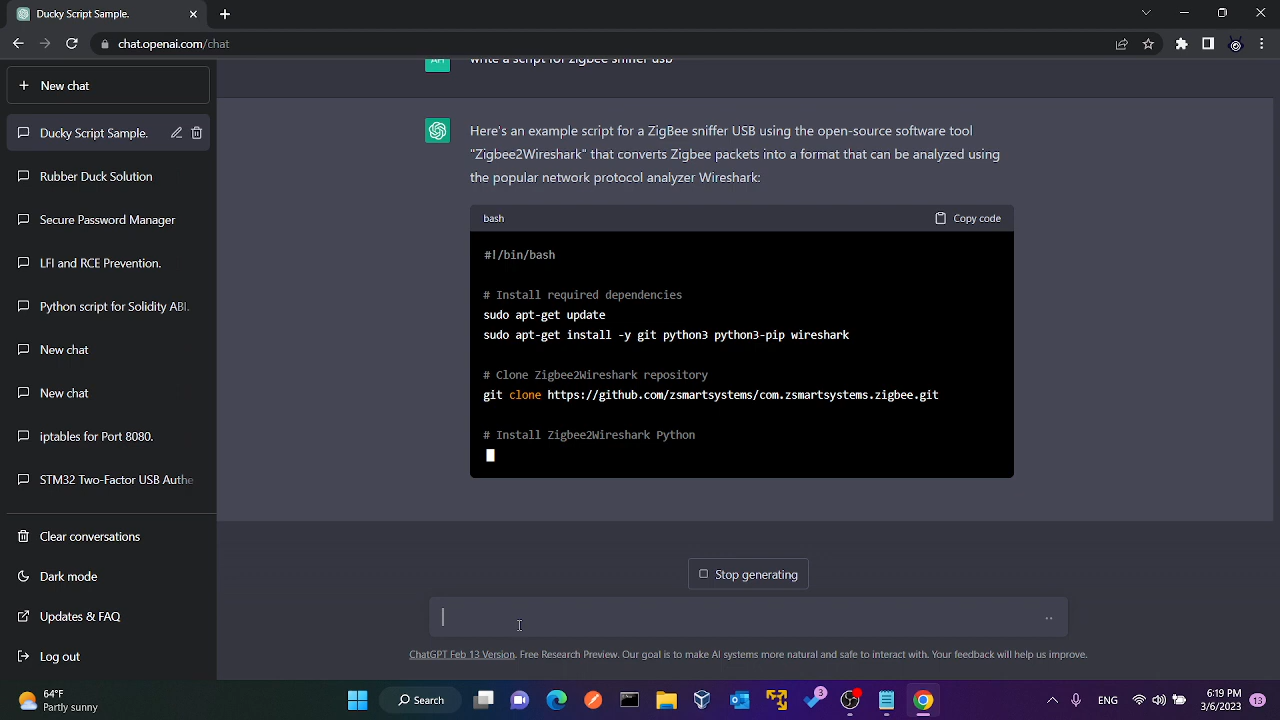 Ducky Script Sample.
chat.openai.com/chat
New chat
Ducky Script Sample.
Rubber Duck Solution
Secure Password Manager
LFI and RCE Prevention.
Python script for Solidity ABI.
New chat
New chat
iptables for Port 8080.
STM32 Two-Factor USB Authe
Clear conversations
Dark mode
Updates & FAQ
Log out
AH
write a script for zigbee sniffer usb
Here's an example script for a ZigBee sniffer USB using the open-source software tool
"Zigbee2Wireshark" that converts Zigbee packets into a format that can be analyzed using
the popular network protocol analyzer Wireshark:
bash
Copy code
#!/bin/bash
# Install required dependencies
sudo apt-get update
sudo apt-get install -y git python3 python3-pip wireshark
# Clone Zigbee2Wireshark repository
git clone https://github.com/zsmartsystems/com.zsmartsystems.zigbee.git
# Install Zigbee2Wireshark Python
Stop generating
ChatGPT Feb 13 Version. Free Research Preview. Our goal is to make AI systems more natural and safe to interact with. Your feedback will help us improve.
64°F
Partly sunny
Search
3
ENG
6:19 PM
3/6/2023
13